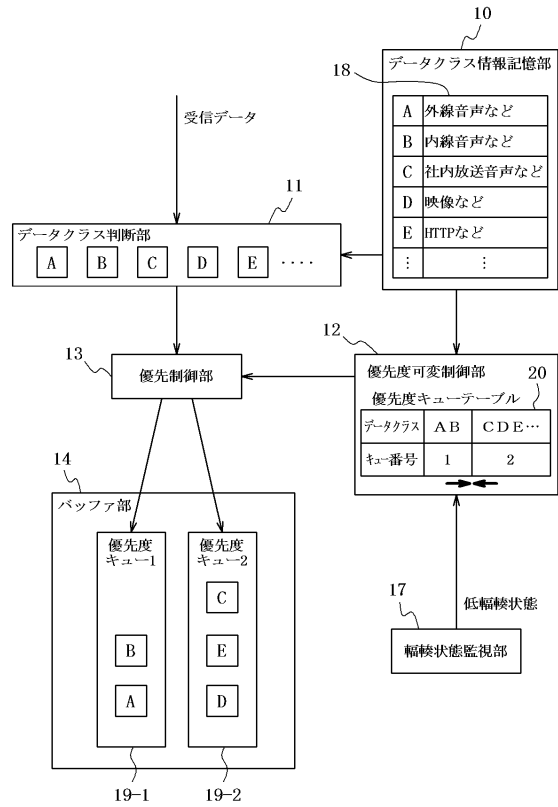 10
データクラス情報記憶部
18
A 外線音声など
B 内線音声など
C 社内放送音声など
D 映像など
E HTTPなど
⋮ ⋮
受信データ
11
データクラス判断部
A B C D E ‥‥
12
優先度可変制御部
20
優先度キューテーブル
データクラス AB CDE…
キュー番号 1 2
13
優先制御部
14
バッファ部
優先度
キュー1
B
A
優先度
キュー2
C
E
D
19-1
19-2
低輻輳状態
17
輻輳状態監視部